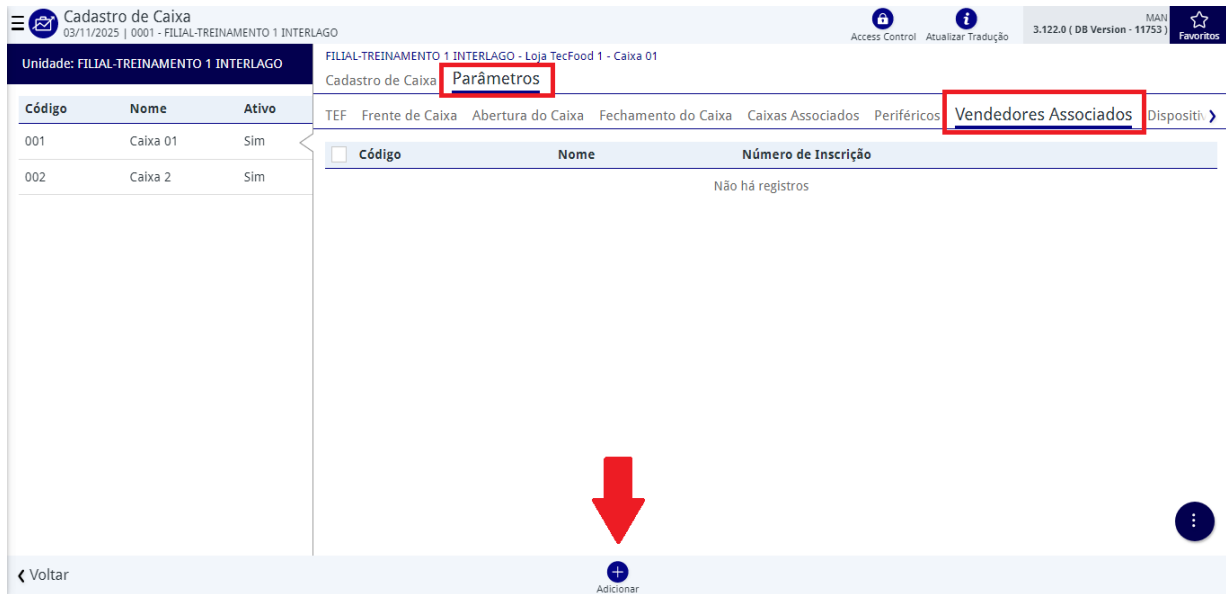 Cadastro de Caixa
03/11/2025 | 0001 - FILIAL-TREINAMENTO 1 INTERLAGO
Access Control
Atualizar Tradução
MAN
3.122.0 ( DB Version - 11753 )
Favoritos
Unidade: FILIAL-TREINAMENTO 1 INTERLAGO
Código Nome Ativo
001 Caixa 01 Sim
002 Caixa 2 Sim
FILIAL-TREINAMENTO 1 INTERLAGO - Loja TecFood 1 - Caixa 01
Cadastro de Caixa Parâmetros
TEF Frente de Caixa Abertura do Caixa Fechamento do Caixa Caixas Associados Periféricos Vendedores Associados Dispositiv
Código Nome Número de Inscrição
Não há registros
Voltar
Adicionar